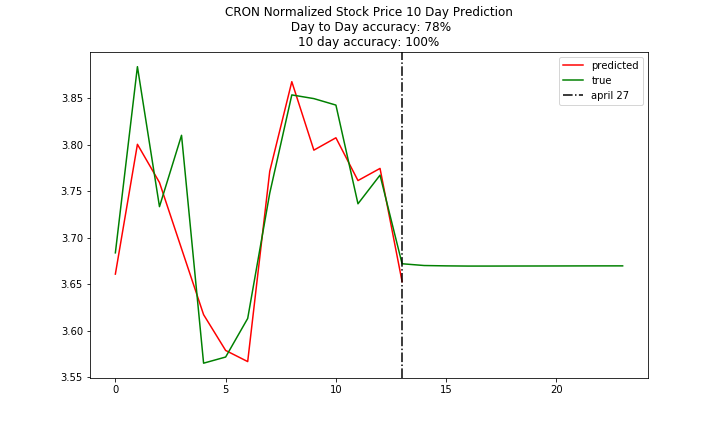 CRON Normalized Stock Price 10 Day Prediction
Day to Day accuracy: 78%
10 day accuracy: 100%
predicted
true
april 27
3.85
3.80
3.75
3.70
3.65
3.60
3.55
0 5 10 15 20